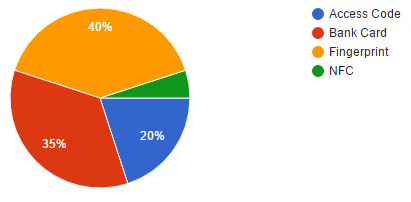 40%
35%
20%
Access Code
Bank Card
Fingerprint
NFC